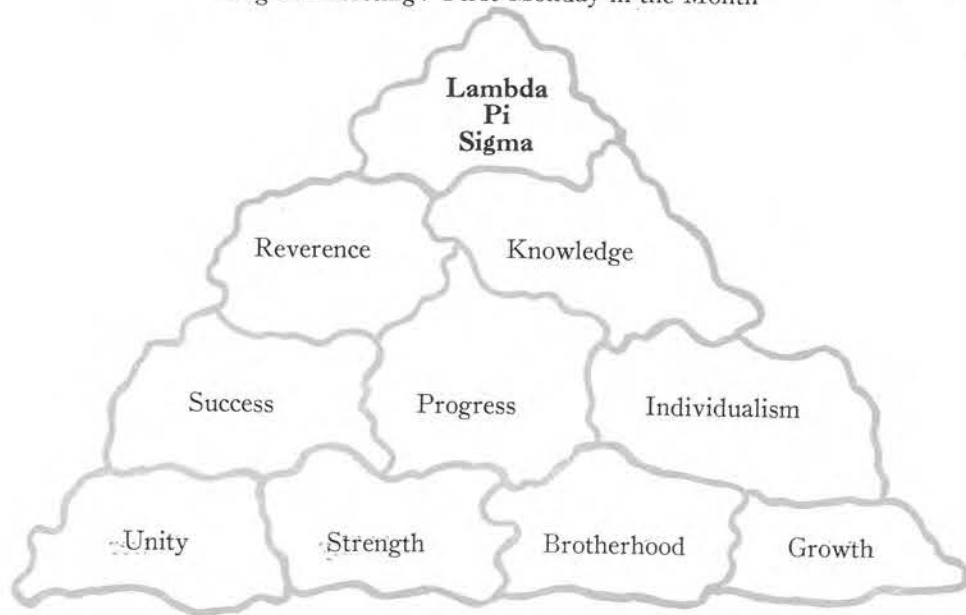 First Monday in the Month
Lambda
Pi
Sigma
Reverence Knowledge
Success Progress Individualism
Unity Strength Brotherhood Growth